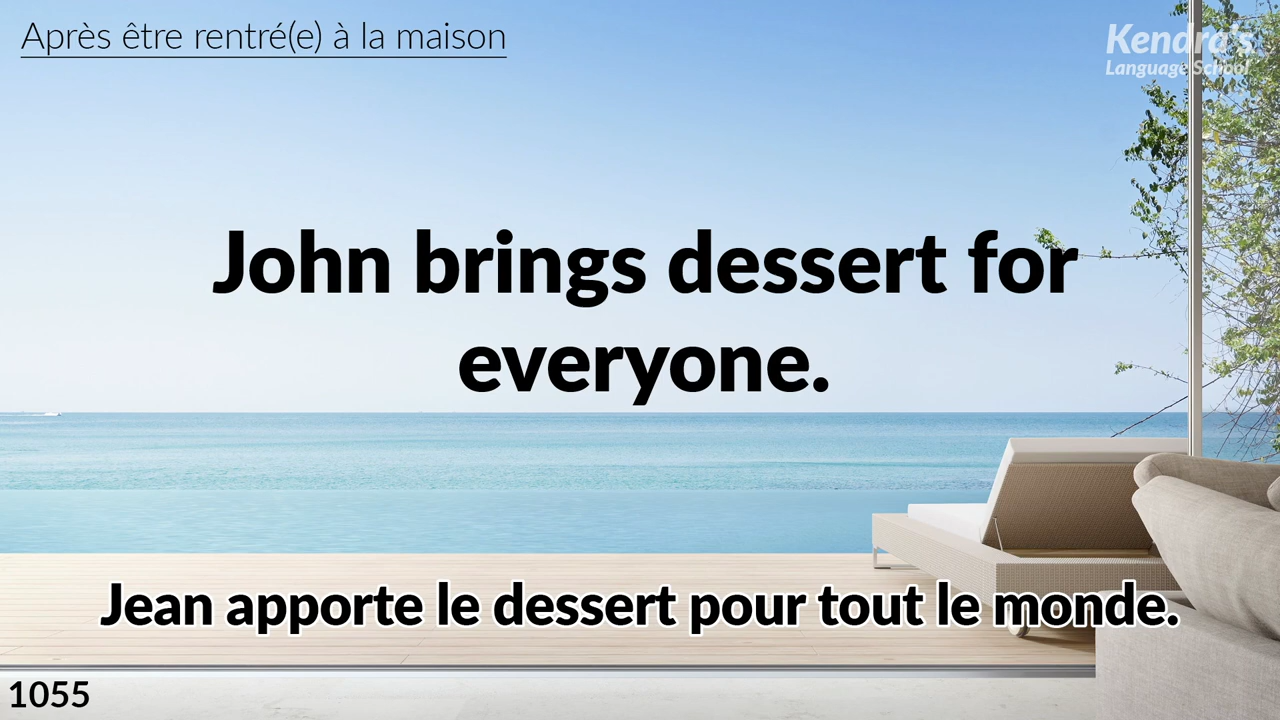 Après être rentré(e) à la maison
Kendra's
Language School
John brings dessert for
everyone.
Jean apporte le dessert pour tout le monde.
1055